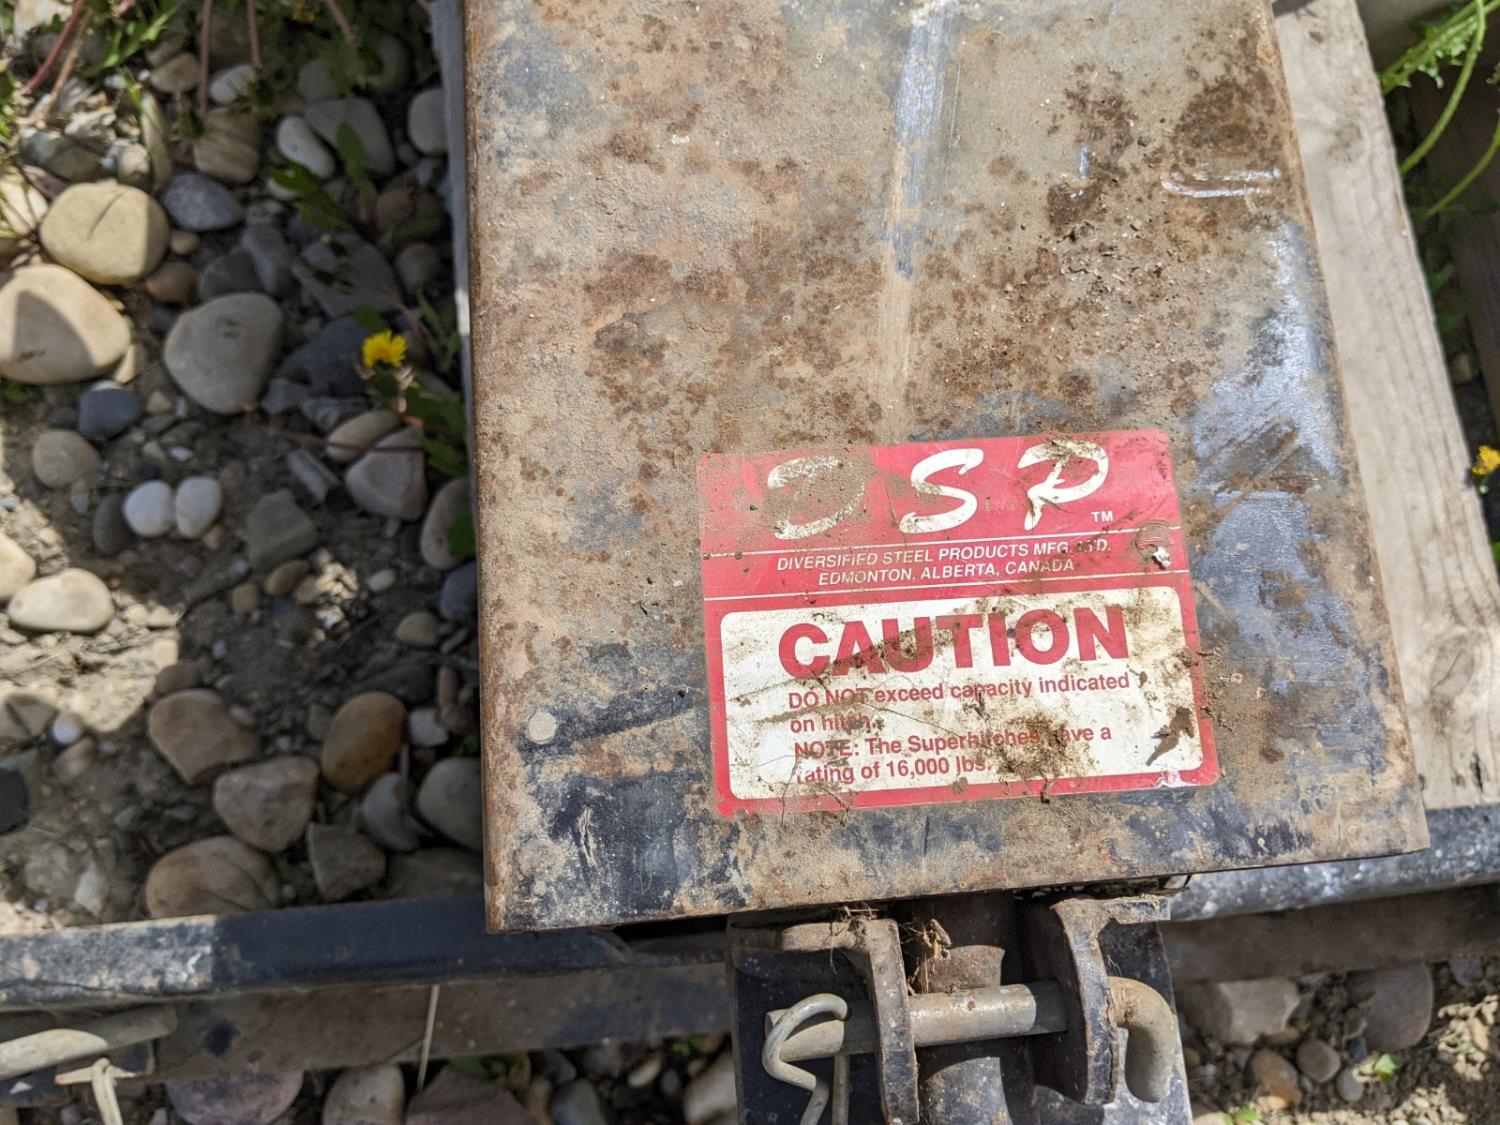 DSP TM
DIVERSIFIED STEEL PRODUCTS MFG. LTD.
EDMONTON, ALBERTA, CANADA
CAUTION
DO NOT exceed capacity indicated
on hitch.
NOTE: The Superhitches have a
rating of 16,000 lbs.